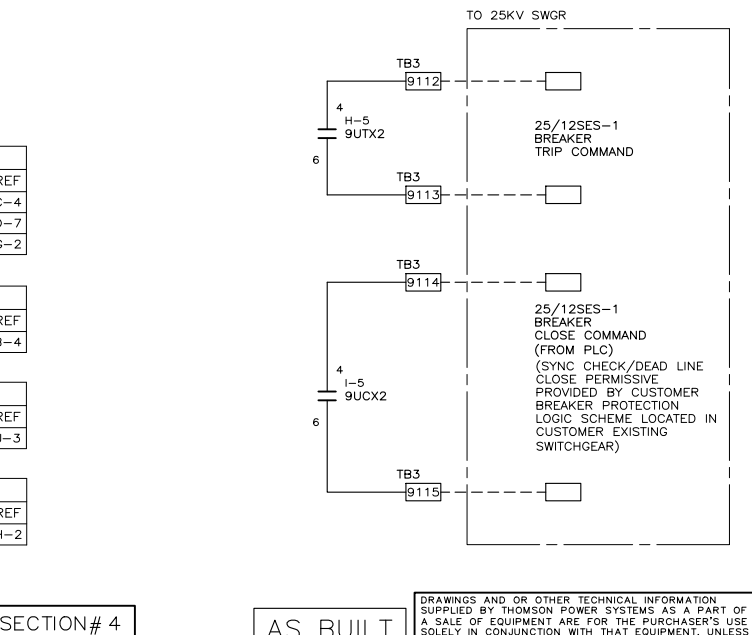 TO 25KV SWGR
TB3
9112
4
H-5
9UTX2
6
25/12SES-1
BREAKER
TRIP COMMAND
TB3
9113
TB3
9114
25/12SES-1
BREAKER
CLOSE COMMAND
(FROM PLC)
(SYNC CHECK/DEAD LINE
CLOSE PERMISSIVE
PROVIDED BY CUSTOMER
BREAKER PROTECTION
LOGIC SCHEME LOCATED IN
CUSTOMER EXISTING
SWITCHGEAR)
4
I-5
9UCX2
6
TB3
9115
REF
C-4
-7
G-2
REF
-4
REF
-3
REF
H-2
SECTION# 4
AS BUILT
DRAWINGS AND OR OTHER TECHNICAL INFORMATION
SUPPLIED BY THOMSON POWER SYSTEMS AS A PART OF
A SALE OF EQUIPMENT ARE FOR THE PURCHASER'S USE
SOLELY IN CONJUNCTION WITH THAT EQUIPMENT. UNLESS